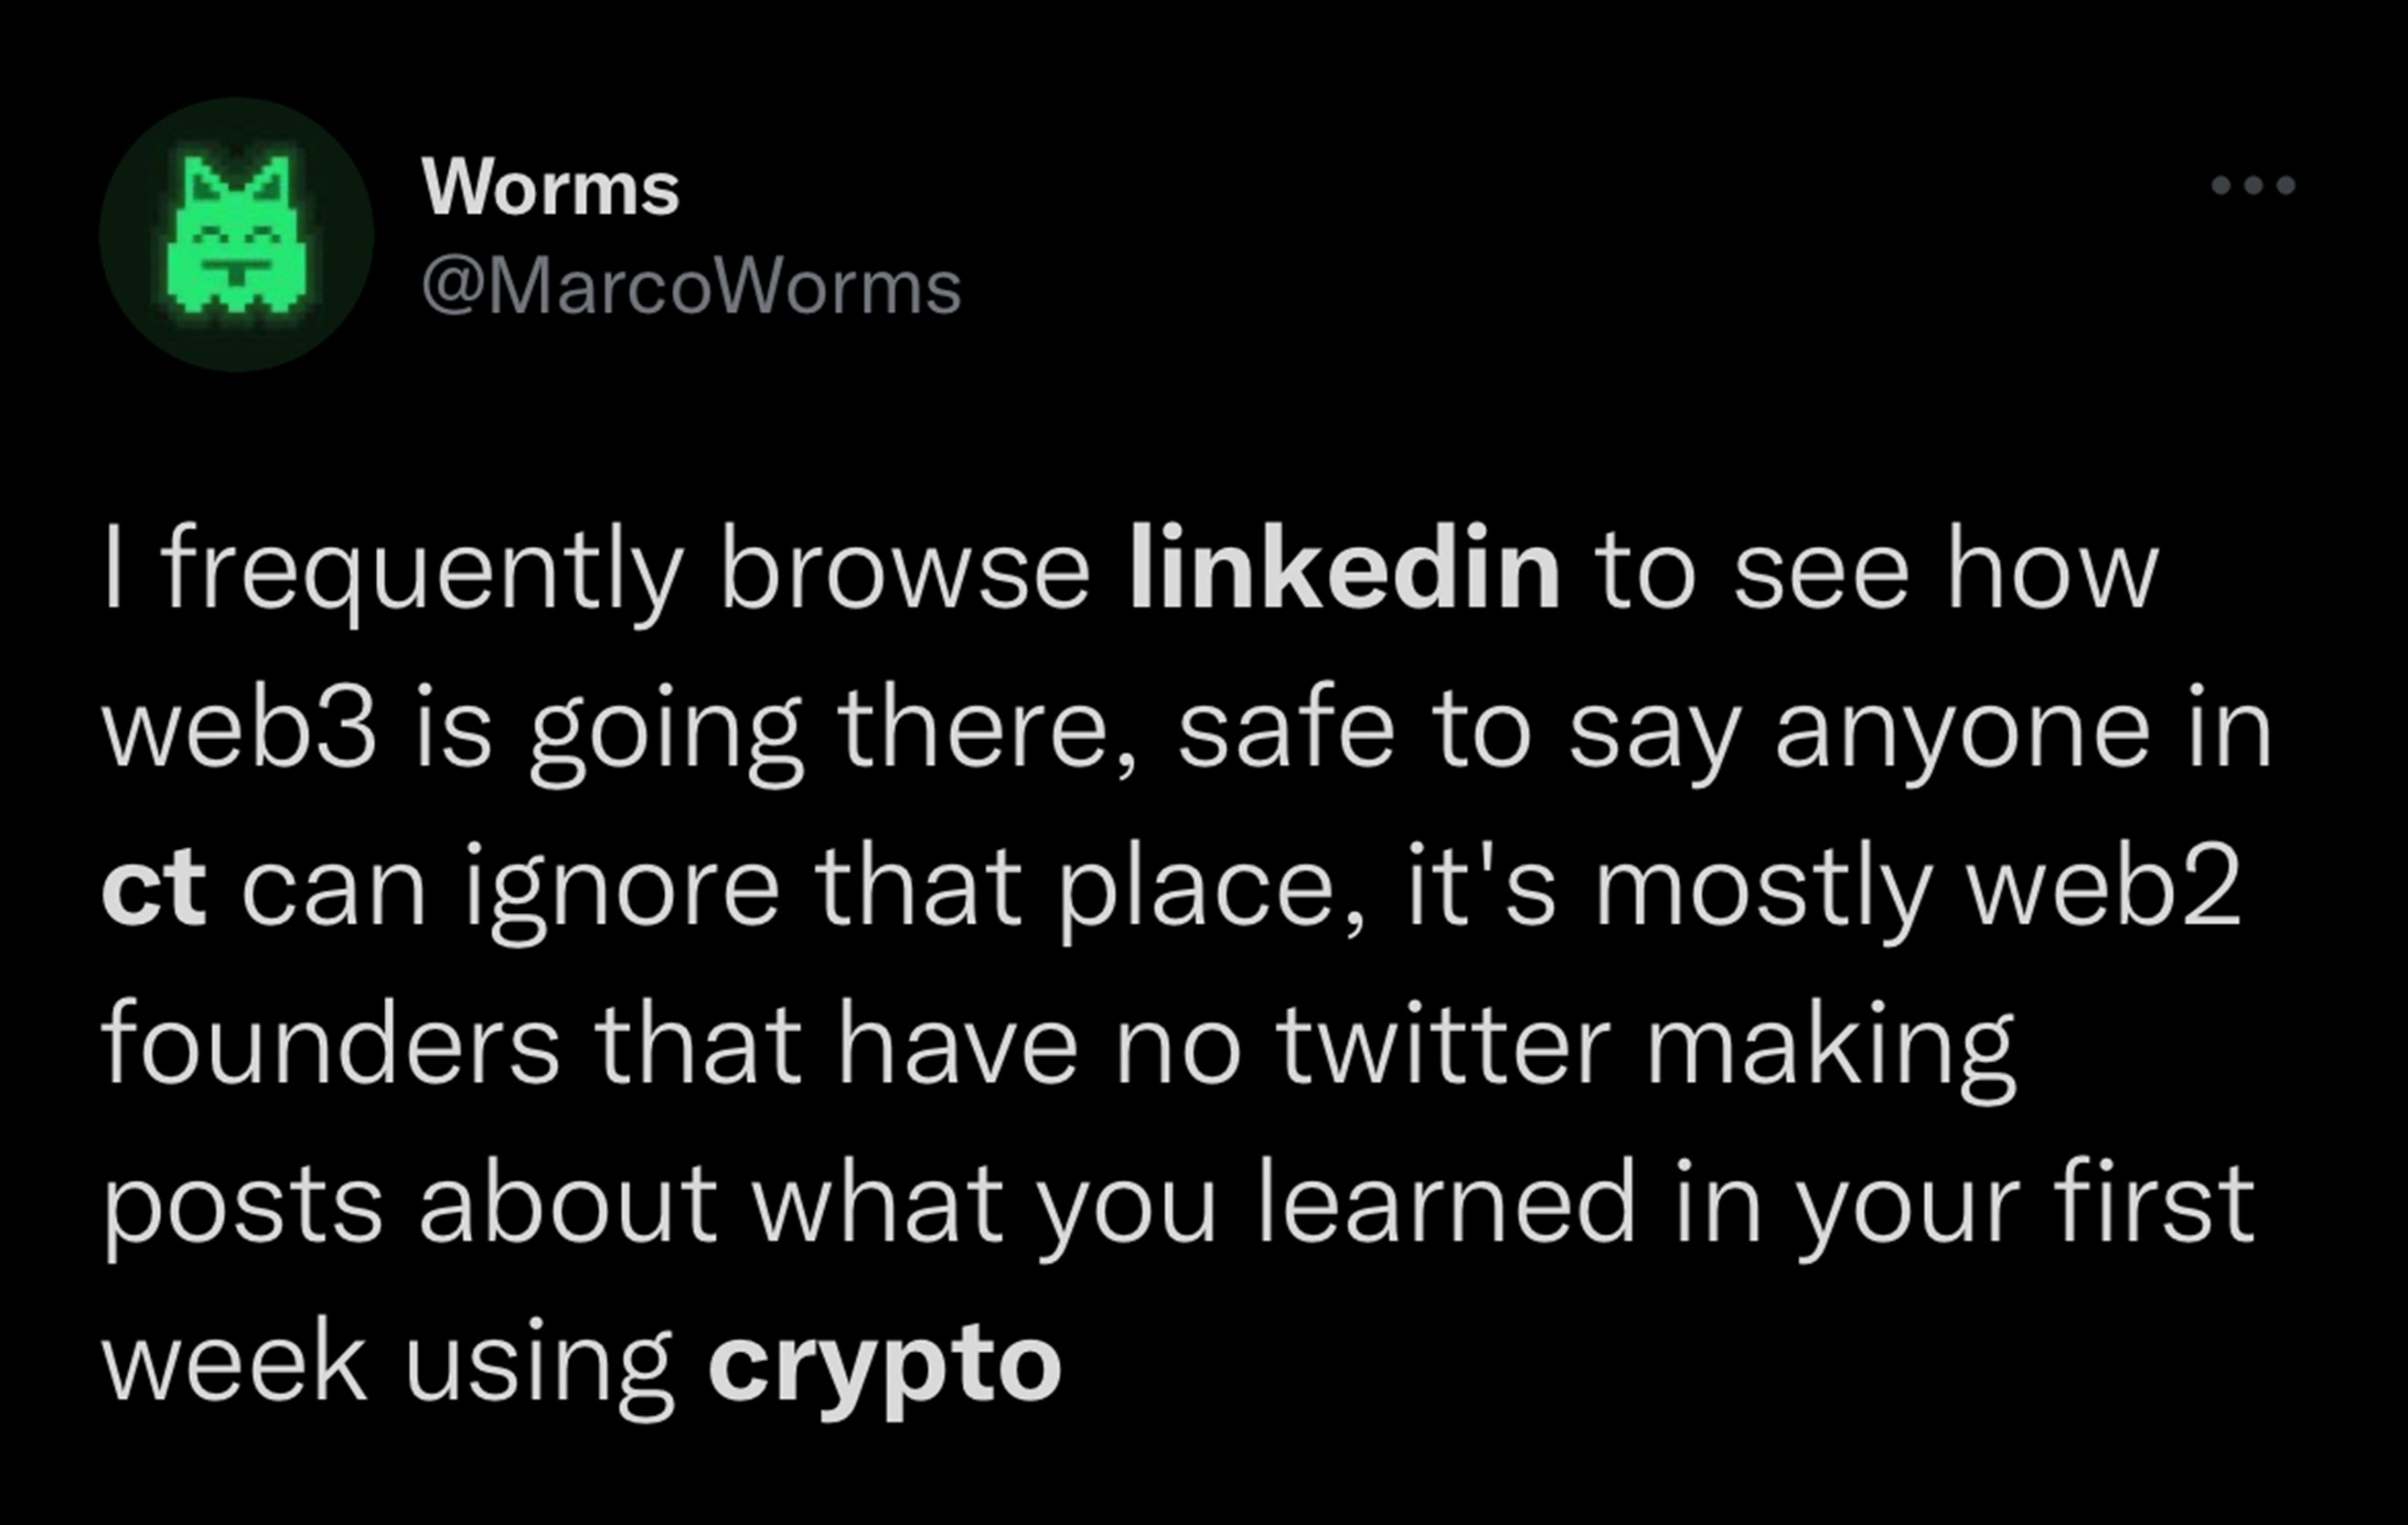 Worms
@MarcoWorms
I frequently browse linkedin to see how
web3 is going there, safe to say anyone in
ct can ignore that place, it's mostly web2
founders that have no twitter making
posts about what you learned in your first
week using crypto